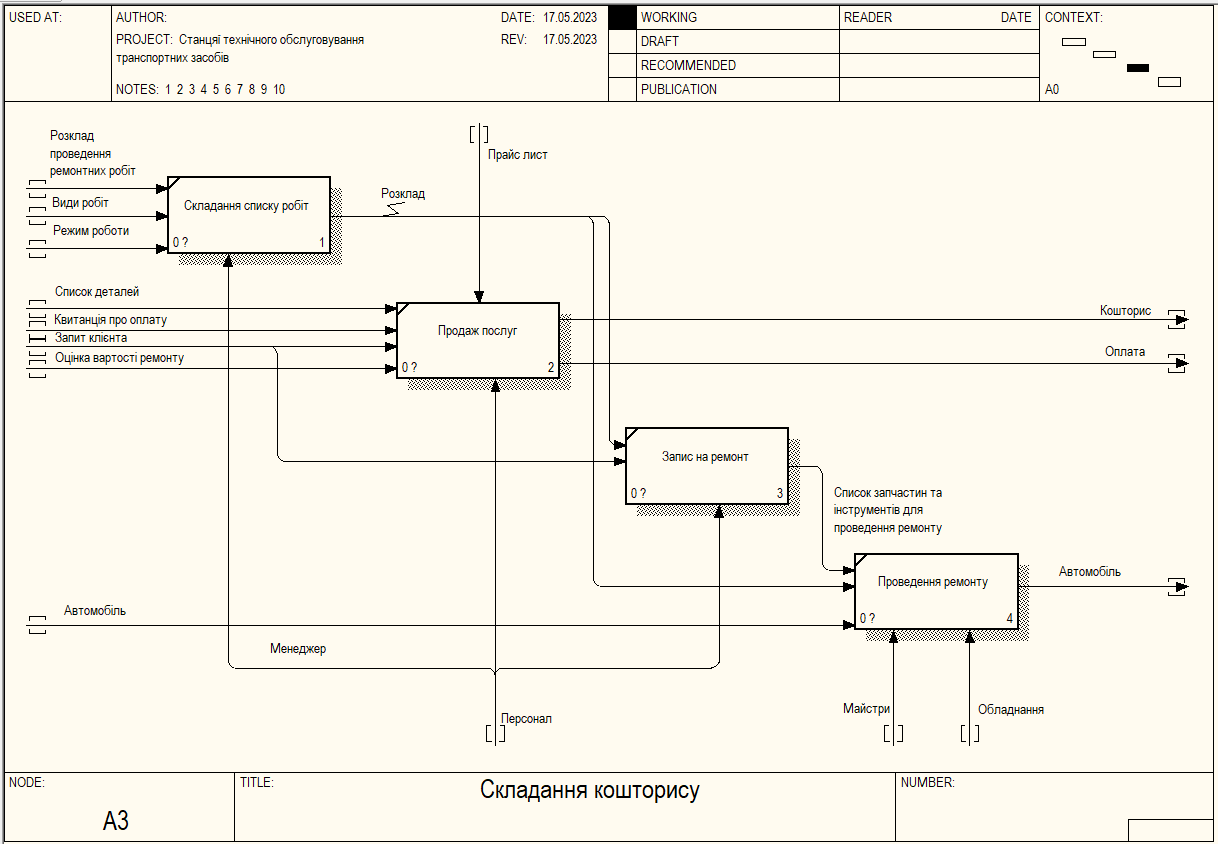 USED AT:
AUTHOR:
DATE: 17.05.2023
PROJECT: Станцяї технічного обслуговування
транспортних засобів
REV: 17.05.2023
NOTES: 1 2 3 4 5 6 7 8 9 10
WORKING
DRAFT
RECOMMENDED
PUBLICATION
READER DATE
CONTEXT:
A0
Розклад
проведення
ремонтних робіт
Види робіт
Режим роботи
Складання списку робіт
0 ? 1
Розклад
Прайс лист
Список деталей
Квитанція про оплату
Запит клієнта
Оцінка вартості ремонту
Продаж послуг
0 ? 2
Кошторис
Оплата
Запис на ремонт
0 ? 3
Список запчастин та
інструментів для
проведення ремонту
Проведення ремонту
0 ? 4
Автомобіль
Автомобіль
Менеджер
Персонал
Майстри
Обладнання
NODE:
A3
TITLE:
Складання кошторису
NUMBER: